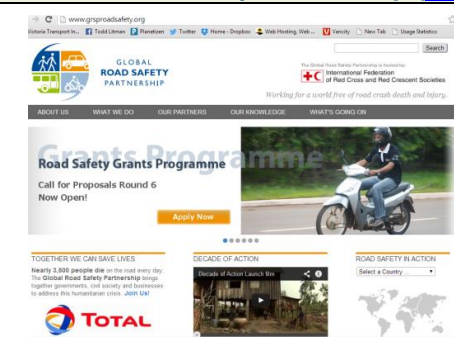 www.grsproadsafety.org
Victoria Transport In... Todd Litman Planetizen Twitter Home - Dropbox Web Hosting, Web ... Vancity New Tab Usage Statistics
Search
GLOBAL
ROAD SAFETY
PARTNERSHIP
The Global Road Safety Partnership is hosted by
International Federation
of Red Cross and Red Crescent Societies
Working for a world free of road crash death and injury.
ABOUT US WHAT WE DO OUR PARTNERS OUR KNOWLEDGE WHAT'S GOING ON
Grants Programme
Road Safety Grants Programme
Call for Proposals Round 6
Now Open!
Apply Now
TOGETHER WE CAN SAVE LIVES
Nearly 3,500 people die on the road every day.
The Global Road Safety Partnership brings
together governments, civil society and businesses
to address this humanitarian crisis. Join Us!
TOTAL
DECADE OF ACTION
Decade of Action Launch Bro
ROAD SAFETY IN ACTION
Select a Country ...